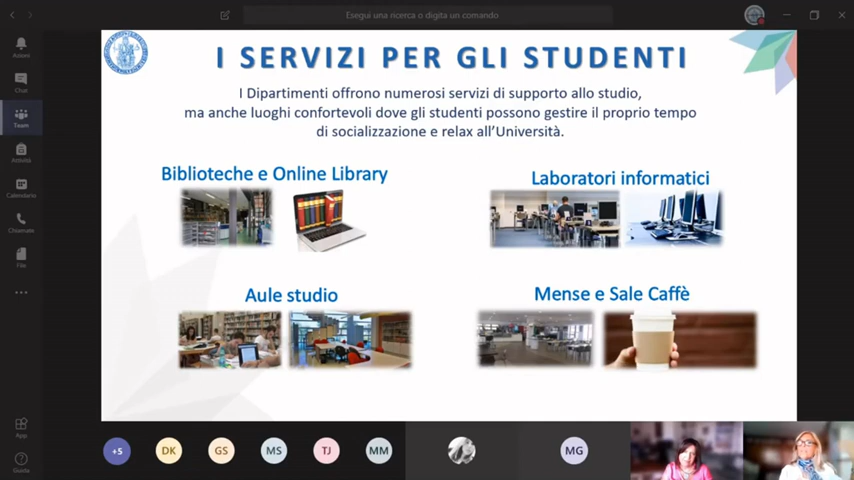 Esegui una ricerca o digita un comando
Azioni
Chat
Team
Attività
Calendario
Chiamate
File
App
Guida
I SERVIZI PER GLI STUDENTI
I Dipartimenti offrono numerosi servizi di supporto allo studio,
ma anche luoghi confortevoli dove gli studenti possono gestire il proprio tempo
di socializzazione e relax all'Università.
Biblioteche e Online Library
Laboratori informatici
Aule studio
Mense e Sale Caffè
+5
DK
GS
MS
TJ
MM
MG